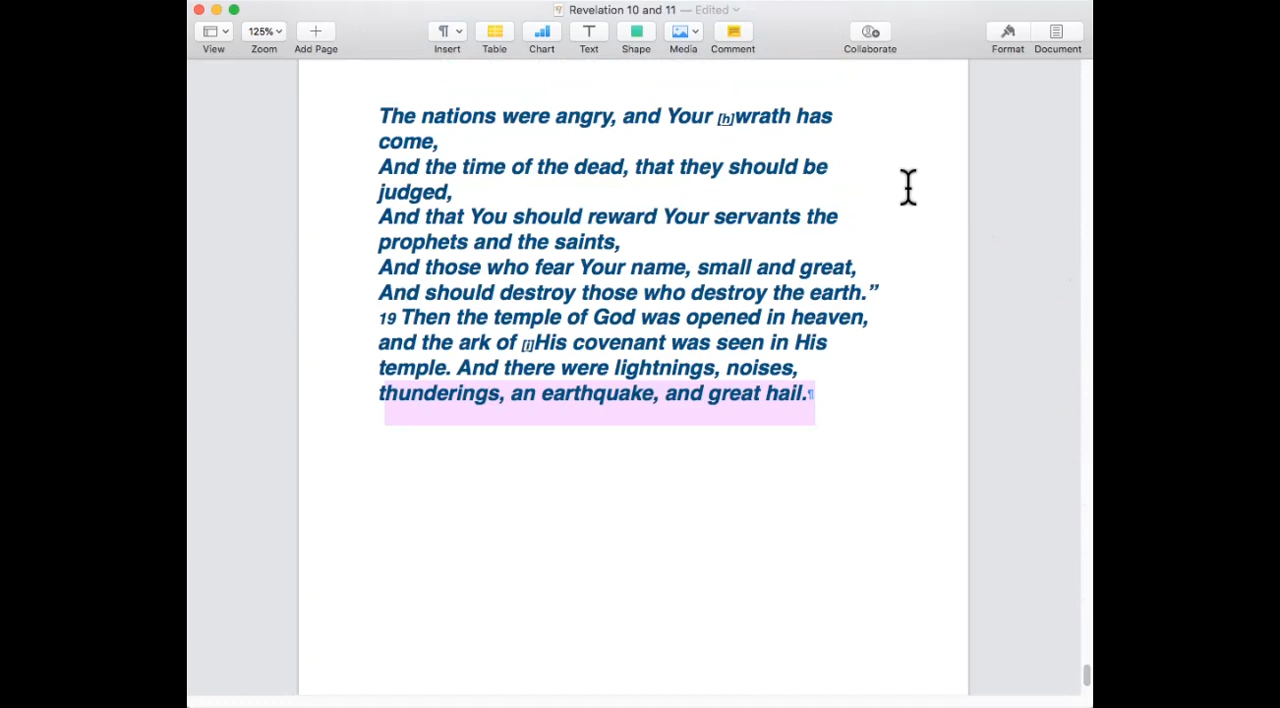 Revelation 10 and 11 — Edited
125%
View Zoom Add Page Insert Table Chart Text Shape Media Comment Collaborate Format Document
The nations were angry, and Your [h]wrath has
come,
And the time of the dead, that they should be
judged,
And that You should reward Your servants the
prophets and the saints,
And those who fear Your name, small and great,
And should destroy those who destroy the earth.”
19 Then the temple of God was opened in heaven,
and the ark of [i]His covenant was seen in His
temple. And there were lightnings, noises,
thunderings, an earthquake, and great hail.¶